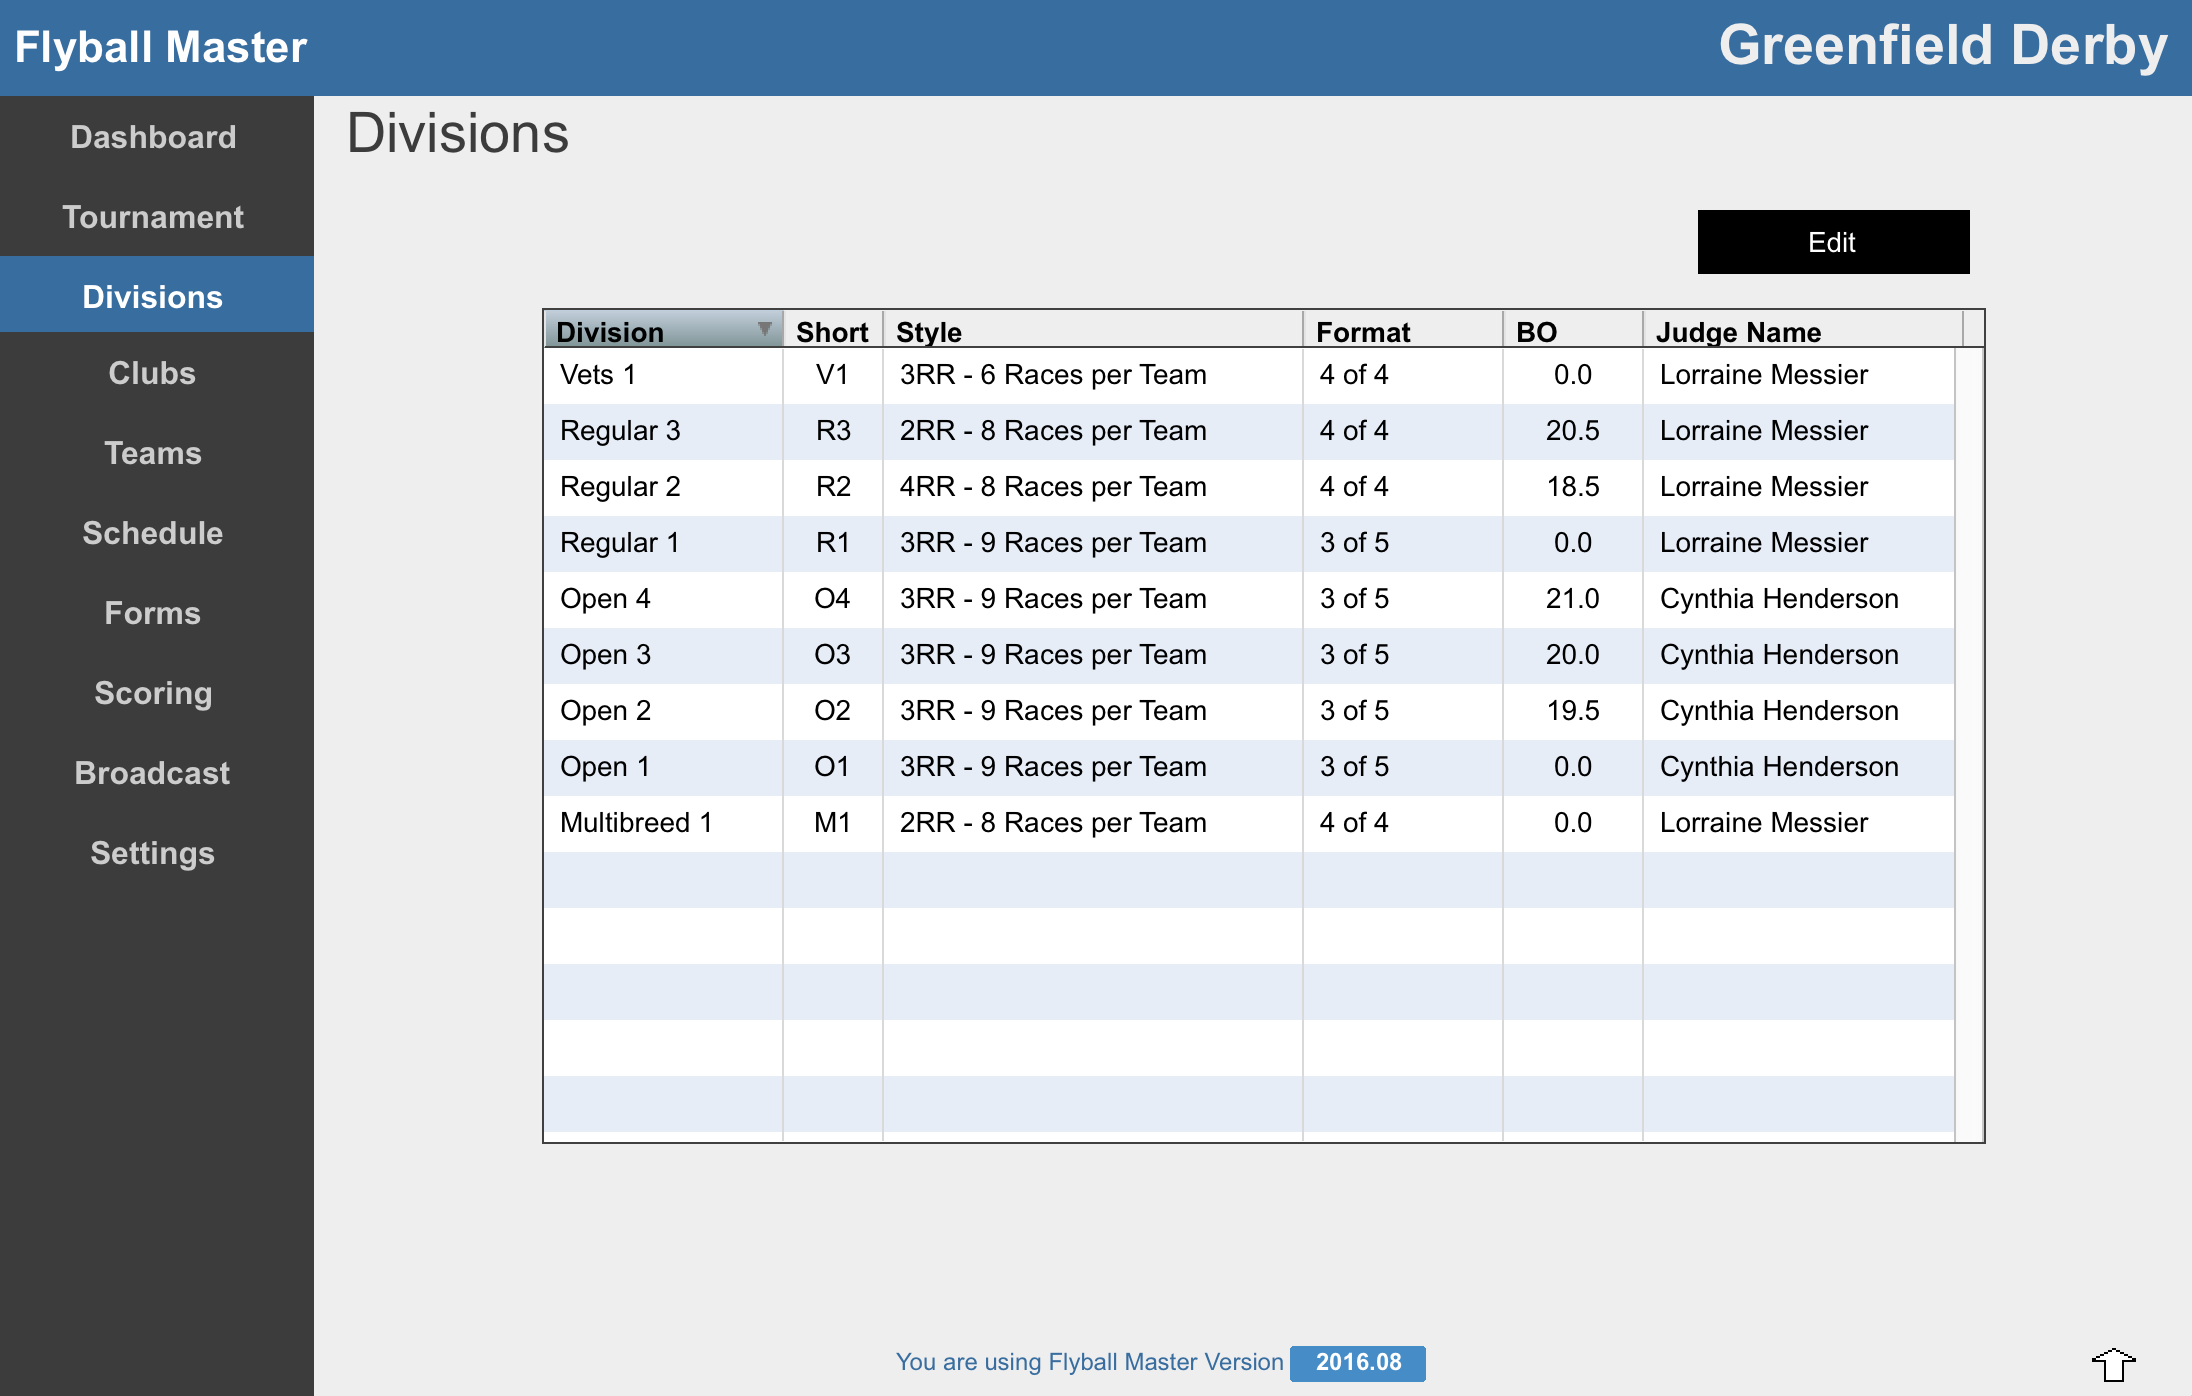 Flyball Master
Greenfield Derby
Dashboard
Tournament
Divisions
Clubs
Teams
Schedule
Forms
Scoring
Broadcast
Settings
Divisions
Edit
Division Short Style Format BO Judge Name
Vets 1 V1 3RR - 6 Races per Team 4 of 4 0.0 Lorraine Messier
Regular 3 R3 2RR - 8 Races per Team 4 of 4 20.5 Lorraine Messier
Regular 2 R2 4RR - 8 Races per Team 4 of 4 18.5 Lorraine Messier
Regular 1 R1 3RR - 9 Races per Team 3 of 5 0.0 Lorraine Messier
Open 4 O4 3RR - 9 Races per Team 3 of 5 21.0 Cynthia Henderson
Open 3 O3 3RR - 9 Races per Team 3 of 5 20.0 Cynthia Henderson
Open 2 O2 3RR - 9 Races per Team 3 of 5 19.5 Cynthia Henderson
Open 1 O1 3RR - 9 Races per Team 3 of 5 0.0 Cynthia Henderson
Multibreed 1 M1 2RR - 8 Races per Team 4 of 4 0.0 Lorraine Messier
You are using Flyball Master Version 2016.08